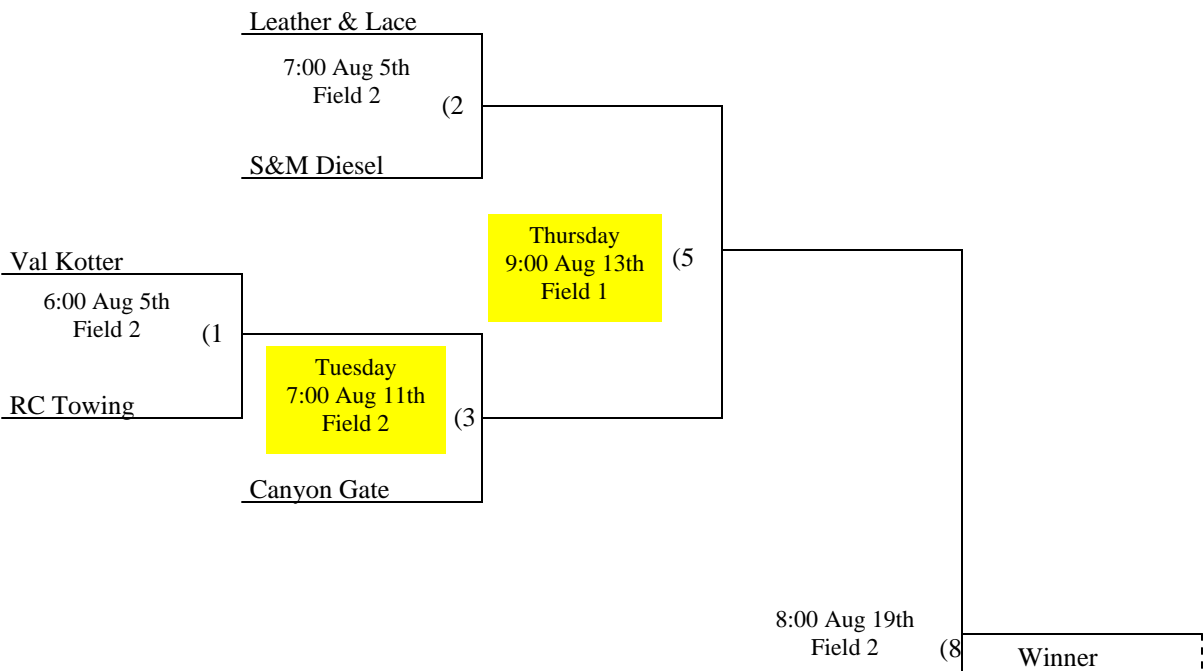 Leather & Lace
7:00 Aug 5th
Field 2
(2
S&M Diesel
Thursday
9:00 Aug 13th
Field 1
(5
Val Kotter
6:00 Aug 5th
Field 2
(1
Tuesday
7:00 Aug 11th
Field 2
(3
RC Towing
Canyon Gate
8:00 Aug 19th
Field 2
(8
Winner